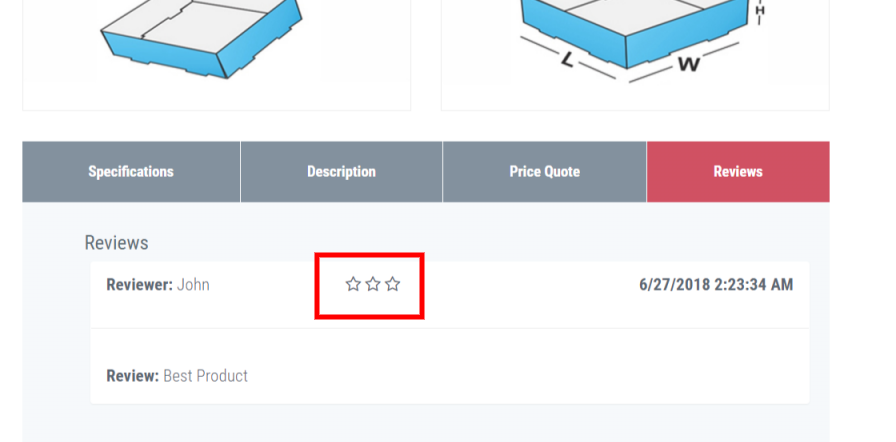 H
L
W
Specifications Description Price Quote Reviews
Reviews
Reviewer: John 6/27/2018 2:23:34 AM
Review: Best Product